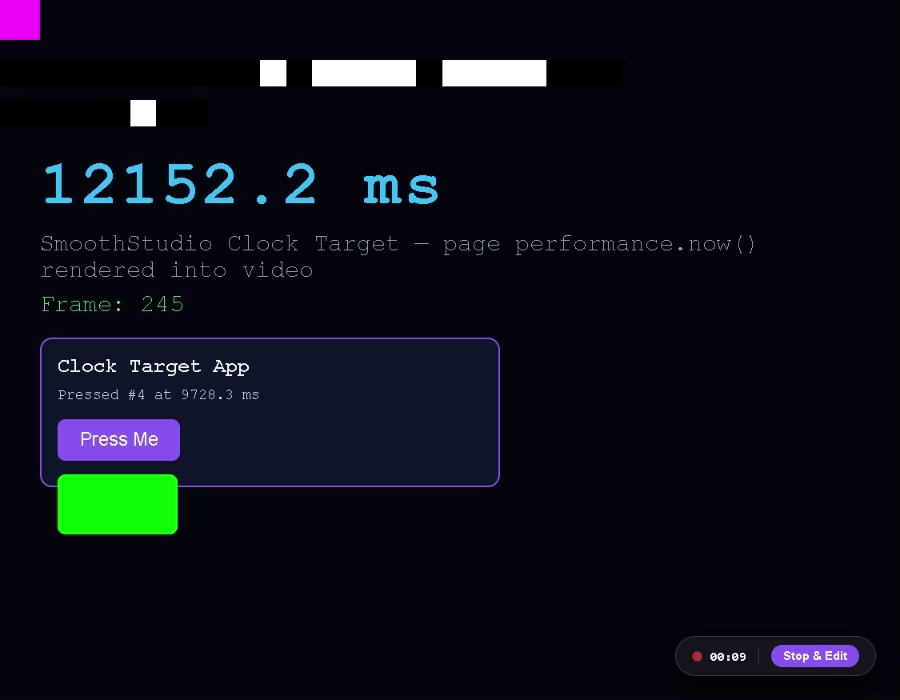 12152.2 ms
SmoothStudio Clock Target — page performance.now()
rendered into video
Frame: 245
Clock Target App
Pressed #4 at 9728.3 ms
Press Me
00:09
Stop & Edit